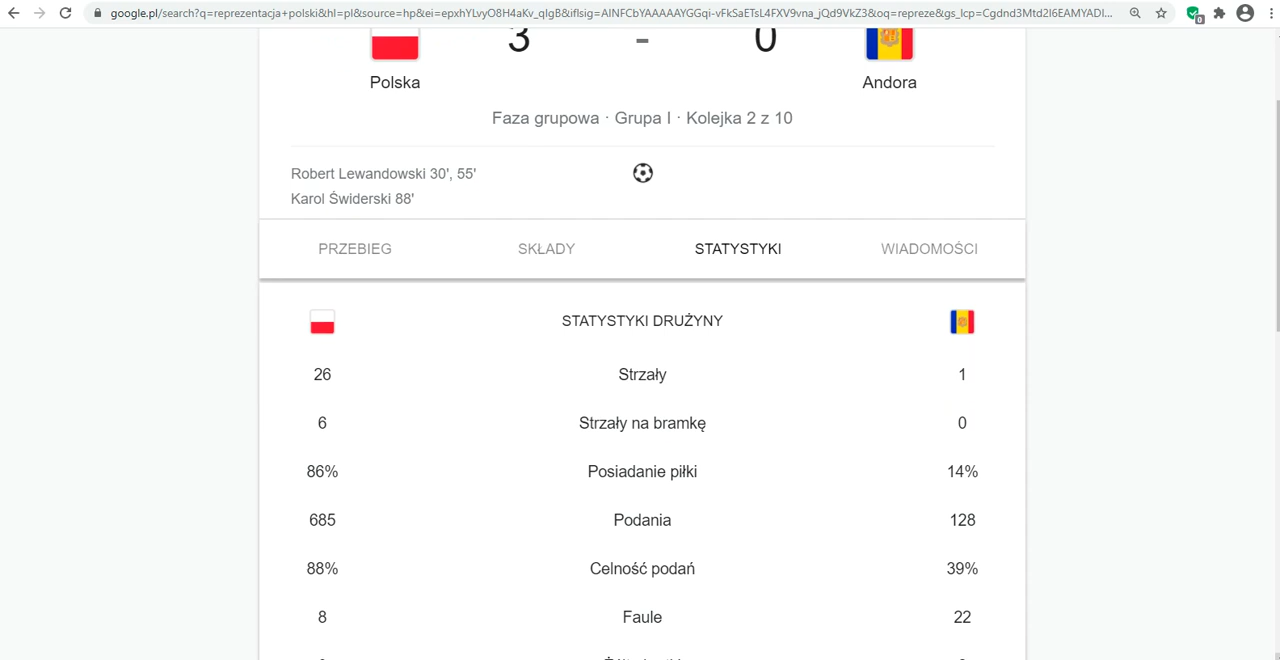 google.pl/search?q=reprezentacja+polski&hl=pl&source=hp&ei=epxhYLvyO8H4aKv_qIgB&iflsig=AINFCbYAAAAAYGGqi-vFkSaETsL4FXV9vna_jQd9VkZ3&oq=repreze&gs_lcp=Cgdnd3Mtd2l6EAMYADI...
3 - 0
Polska Andora
Faza grupowa · Grupa I · Kolejka 2 z 10
Robert Lewandowski 30', 55'
Karol Świderski 88'
PRZEBIEG SKŁADY STATYSTYKI WIADOMOŚCI
STATYSTYKI DRUŻYNY
26 Strzały 1
6 Strzały na bramkę 0
86% Posiadanie piłki 14%
685 Podania 128
88% Celność podań 39%
8 Faule 22